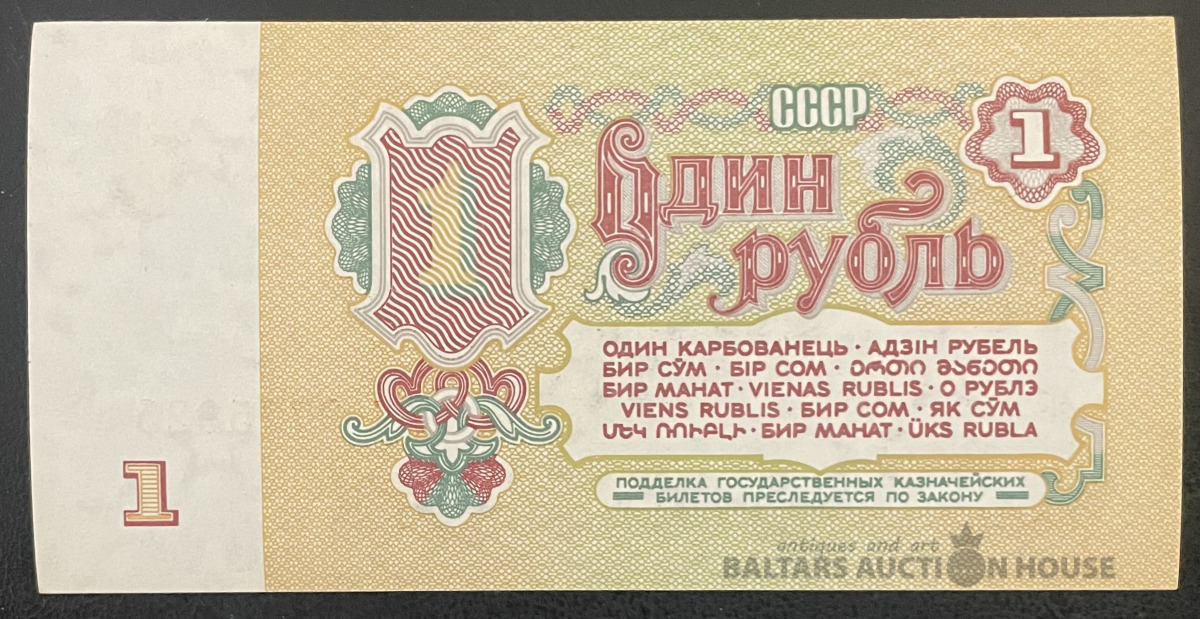 СССР
1
1
Один
рубль
ОДИН КАРБОВАНЕЦЬ · АДЗІН РУБЕЛЬ
БИР СЎМ · БІР СОМ · ᲔᲠᲗᲘ ᲛᲐᲜᲔᲗᲘ
БИР МАНАТ · VIENAS RUBLIS · О РУБЛЭ
VIENS RUBLIS · БИР СОМ · ЯК СӮМ
ՄԵԿ ՌՈՒԲԼԻ · БИР МАНАТ · ÜKS RUBLA
ПОДДЕЛКА ГОСУДАРСТВЕННЫХ КАЗНАЧЕЙСКИХ
БИЛЕТОВ ПРЕСЛЕДУЕТСЯ ПО ЗАКОНУ
1
antiques and art
BALTARS AUCTION HOUSE